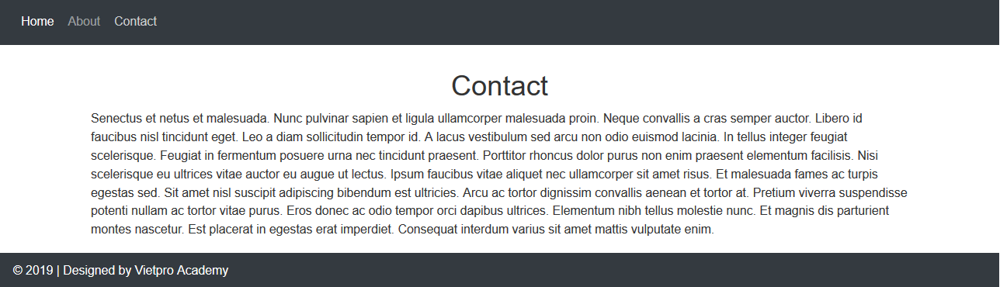 Home About Contact
Contact
Senectus et netus et malesuada. Nunc pulvinar sapien et ligula ullamcorper malesuada proin. Neque convallis a cras semper auctor. Libero id
faucibus nisl tincidunt eget. Leo a diam sollicitudin tempor id. A lacus vestibulum sed arcu non odio euismod lacinia. In tellus integer feugiat
scelerisque. Feugiat in fermentum posuere urna nec tincidunt praesent. Porttitor rhoncus dolor purus non enim praesent elementum facilisis. Nisi
scelerisque eu ultrices vitae auctor eu augue ut lectus. Ipsum faucibus vitae aliquet nec ullamcorper sit amet risus. Et malesuada fames ac turpis
egestas sed. Sit amet nisl suscipit adipiscing bibendum est ultricies. Arcu ac tortor dignissim convallis aenean et tortor at. Pretium viverra suspendisse
potenti nullam ac tortor vitae purus. Eros donec ac odio tempor orci dapibus ultrices. Elementum nibh tellus molestie nunc. Et magnis dis parturient
montes nascetur. Est placerat in egestas erat imperdiet. Consequat interdum varius sit amet mattis vulputate enim.
© 2019 | Designed by Vietpro Academy